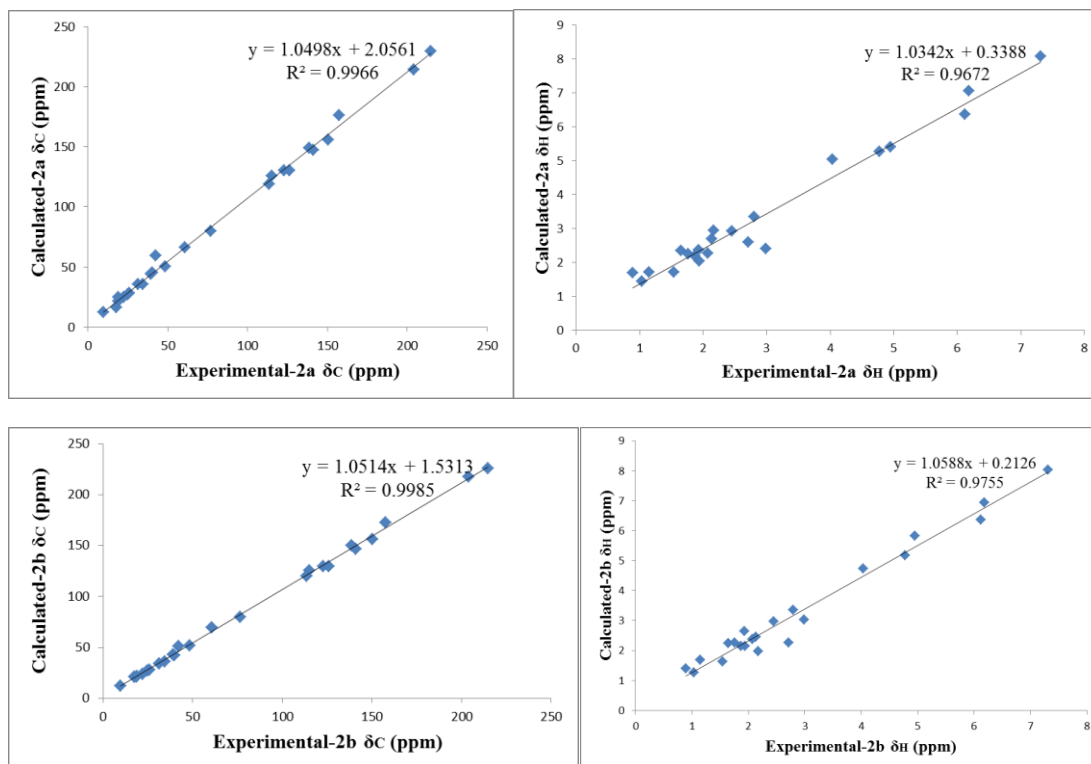 250
200
150
100
50
0
0 50 100 150 200 250
Calculated-2a δC (ppm)
Experimental-2a δC (ppm)
y = 1.0498x + 2.0561
R² = 0.9966
9
8
7
6
5
4
3
2
1
0
0 1 2 3 4 5 6 7 8
Calculated-2a δH (ppm)
Experimental-2a δH (ppm)
y = 1.0342x + 0.3388
R² = 0.9672
250
200
150
100
50
0
0 50 100 150 200 250
Calculated-2b δC (ppm)
Experimental-2b δC (ppm)
y = 1.0514x + 1.5313
R² = 0.9985
9
8
7
6
5
4
3
2
1
0
0 1 2 3 4 5 6 7 8
Calculated-2b δH (ppm)
Experimental-2b δH (ppm)
y = 1.0588x + 0.2126
R² = 0.9755